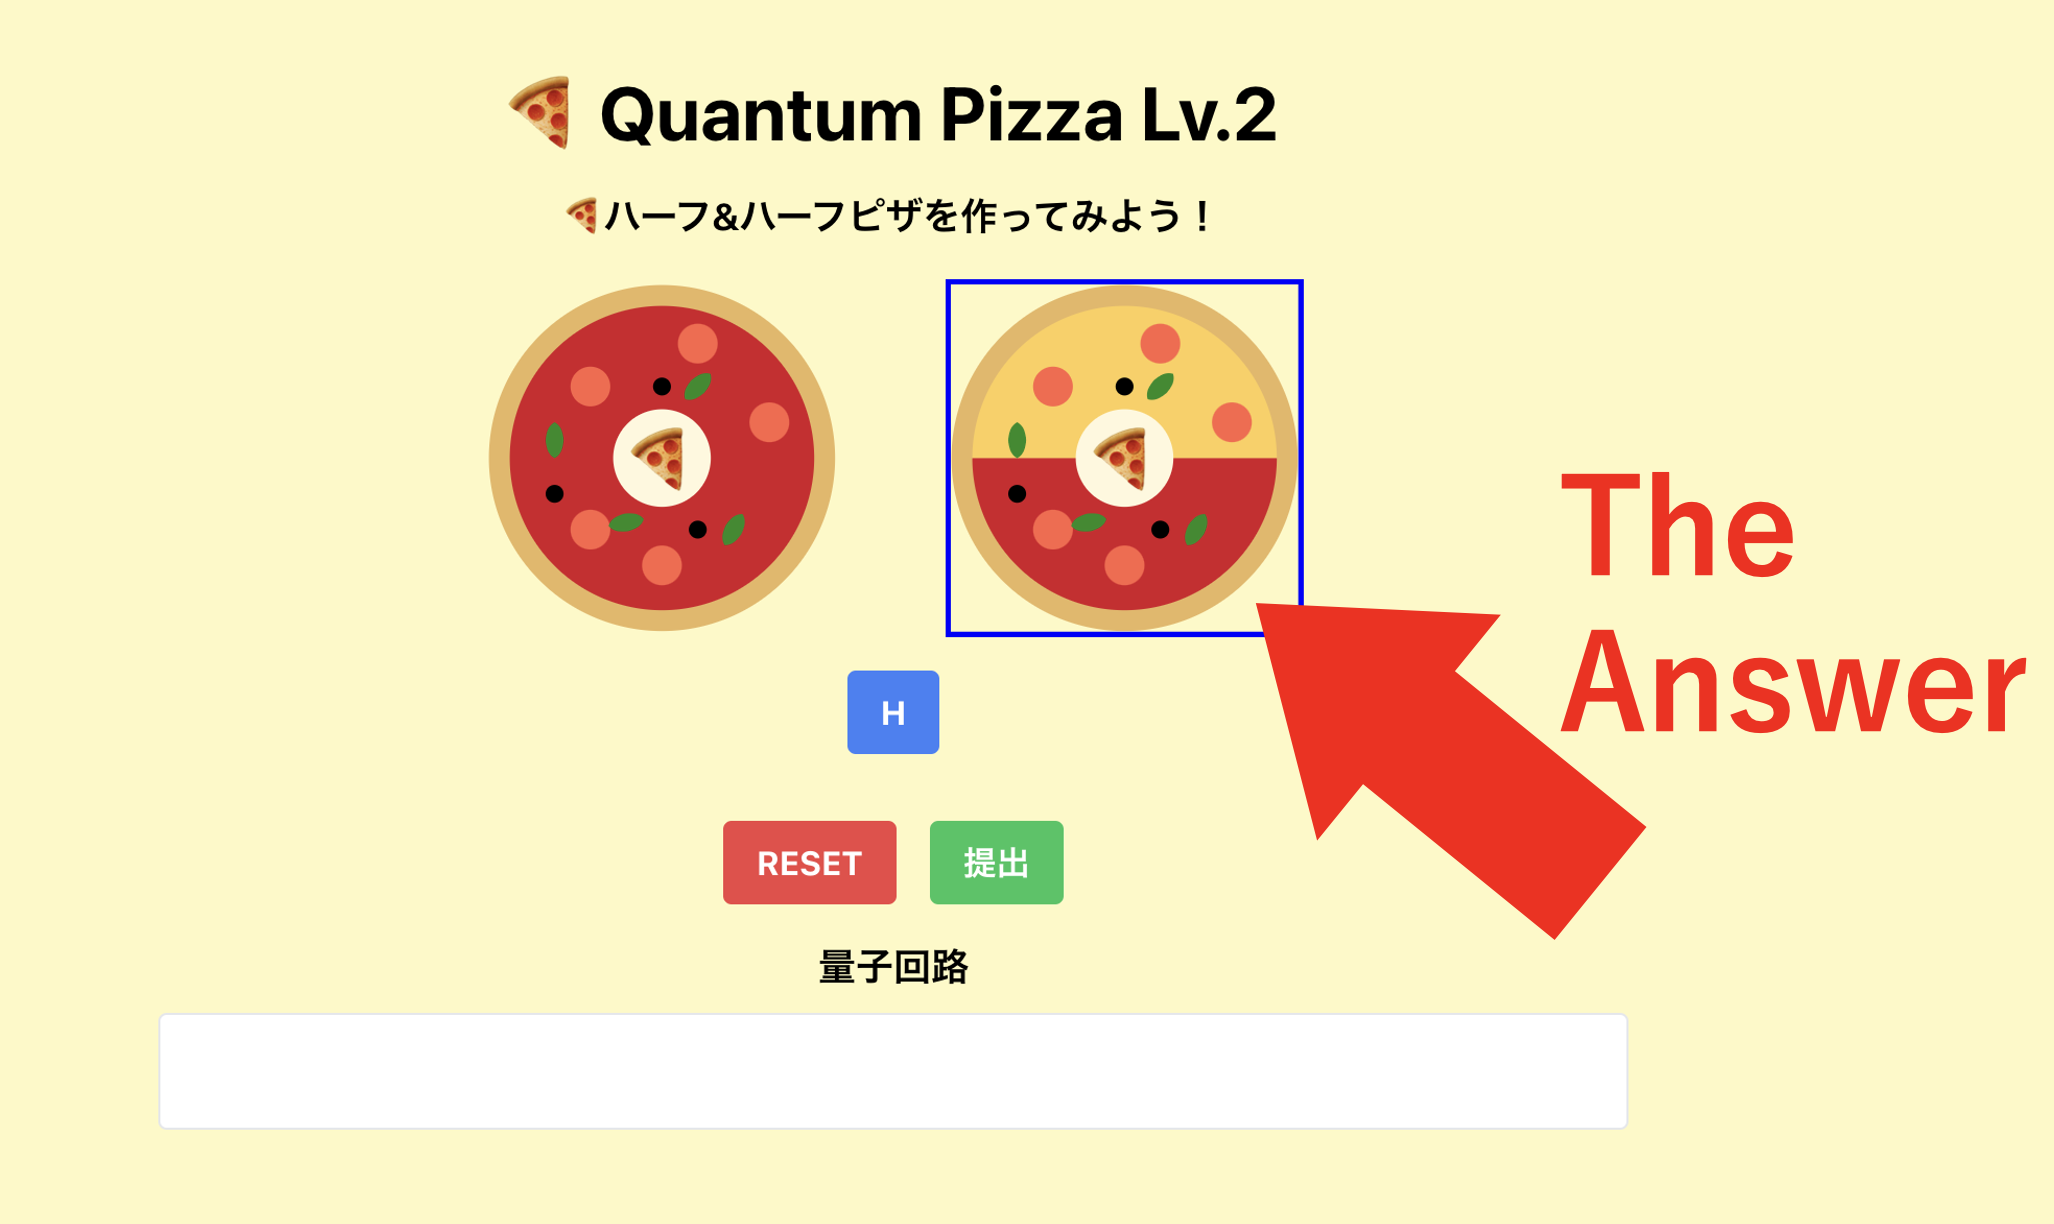 Quantum Pizza Lv.2
ハーフ&ハーフピザを作ってみよう！
The
Answer
H
RESET
提出
量子回路